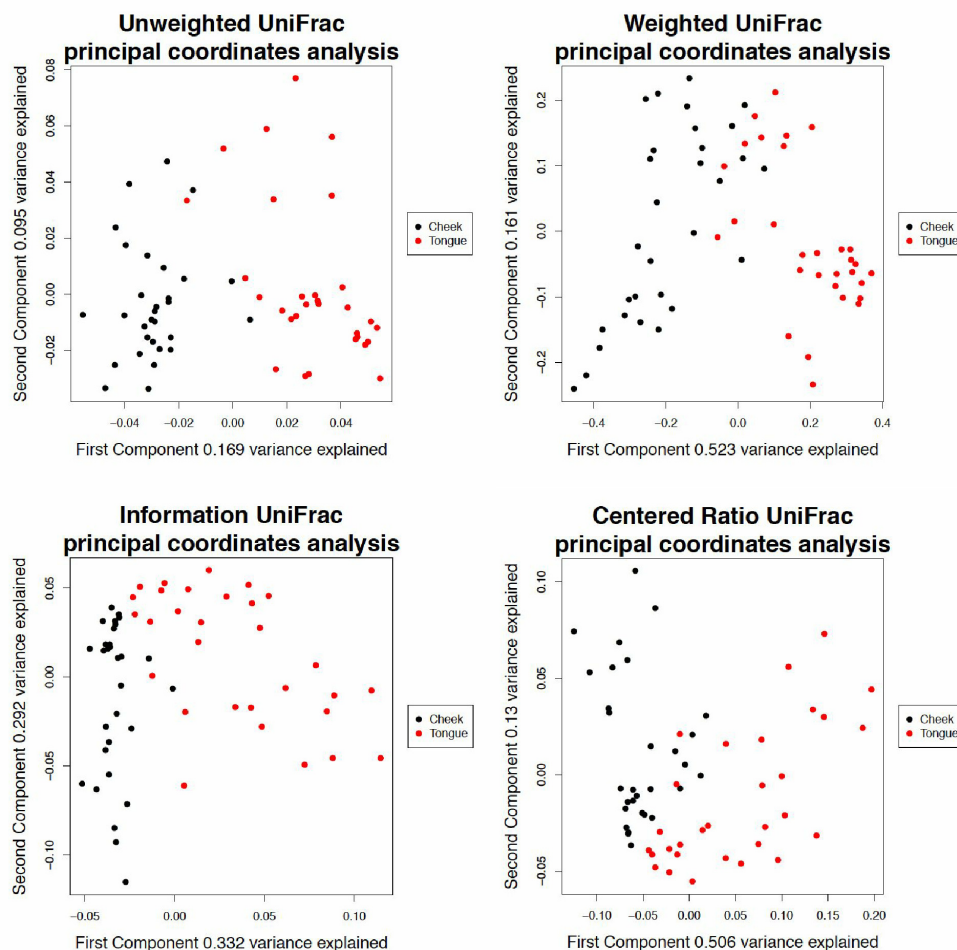 Unweighted UniFrac
principal coordinates analysis
Second Component 0.095 variance explained
0.08
0.06
0.04
0.02
0.00
−0.02
−0.04
−0.02
0.00
0.02
0.04
First Component 0.169 variance explained
Cheek
Tongue
Weighted UniFrac
principal coordinates analysis
Second Component 0.161 variance explained
0.2
0.1
0.0
−0.1
−0.2
−0.4
−0.2
0.0
0.2
0.4
First Component 0.523 variance explained
Cheek
Tongue
Information UniFrac
principal coordinates analysis
Second Component 0.292 variance explained
0.05
0.00
−0.05
−0.10
−0.05
0.00
0.05
0.10
First Component 0.332 variance explained
Cheek
Tongue
Centered Ratio UniFrac
principal coordinates analysis
Second Component 0.13 variance explained
0.10
0.05
0.00
−0.05
−0.10
−0.05
0.00
0.05
0.10
0.15
0.20
First Component 0.506 variance explained
Cheek
Tongue